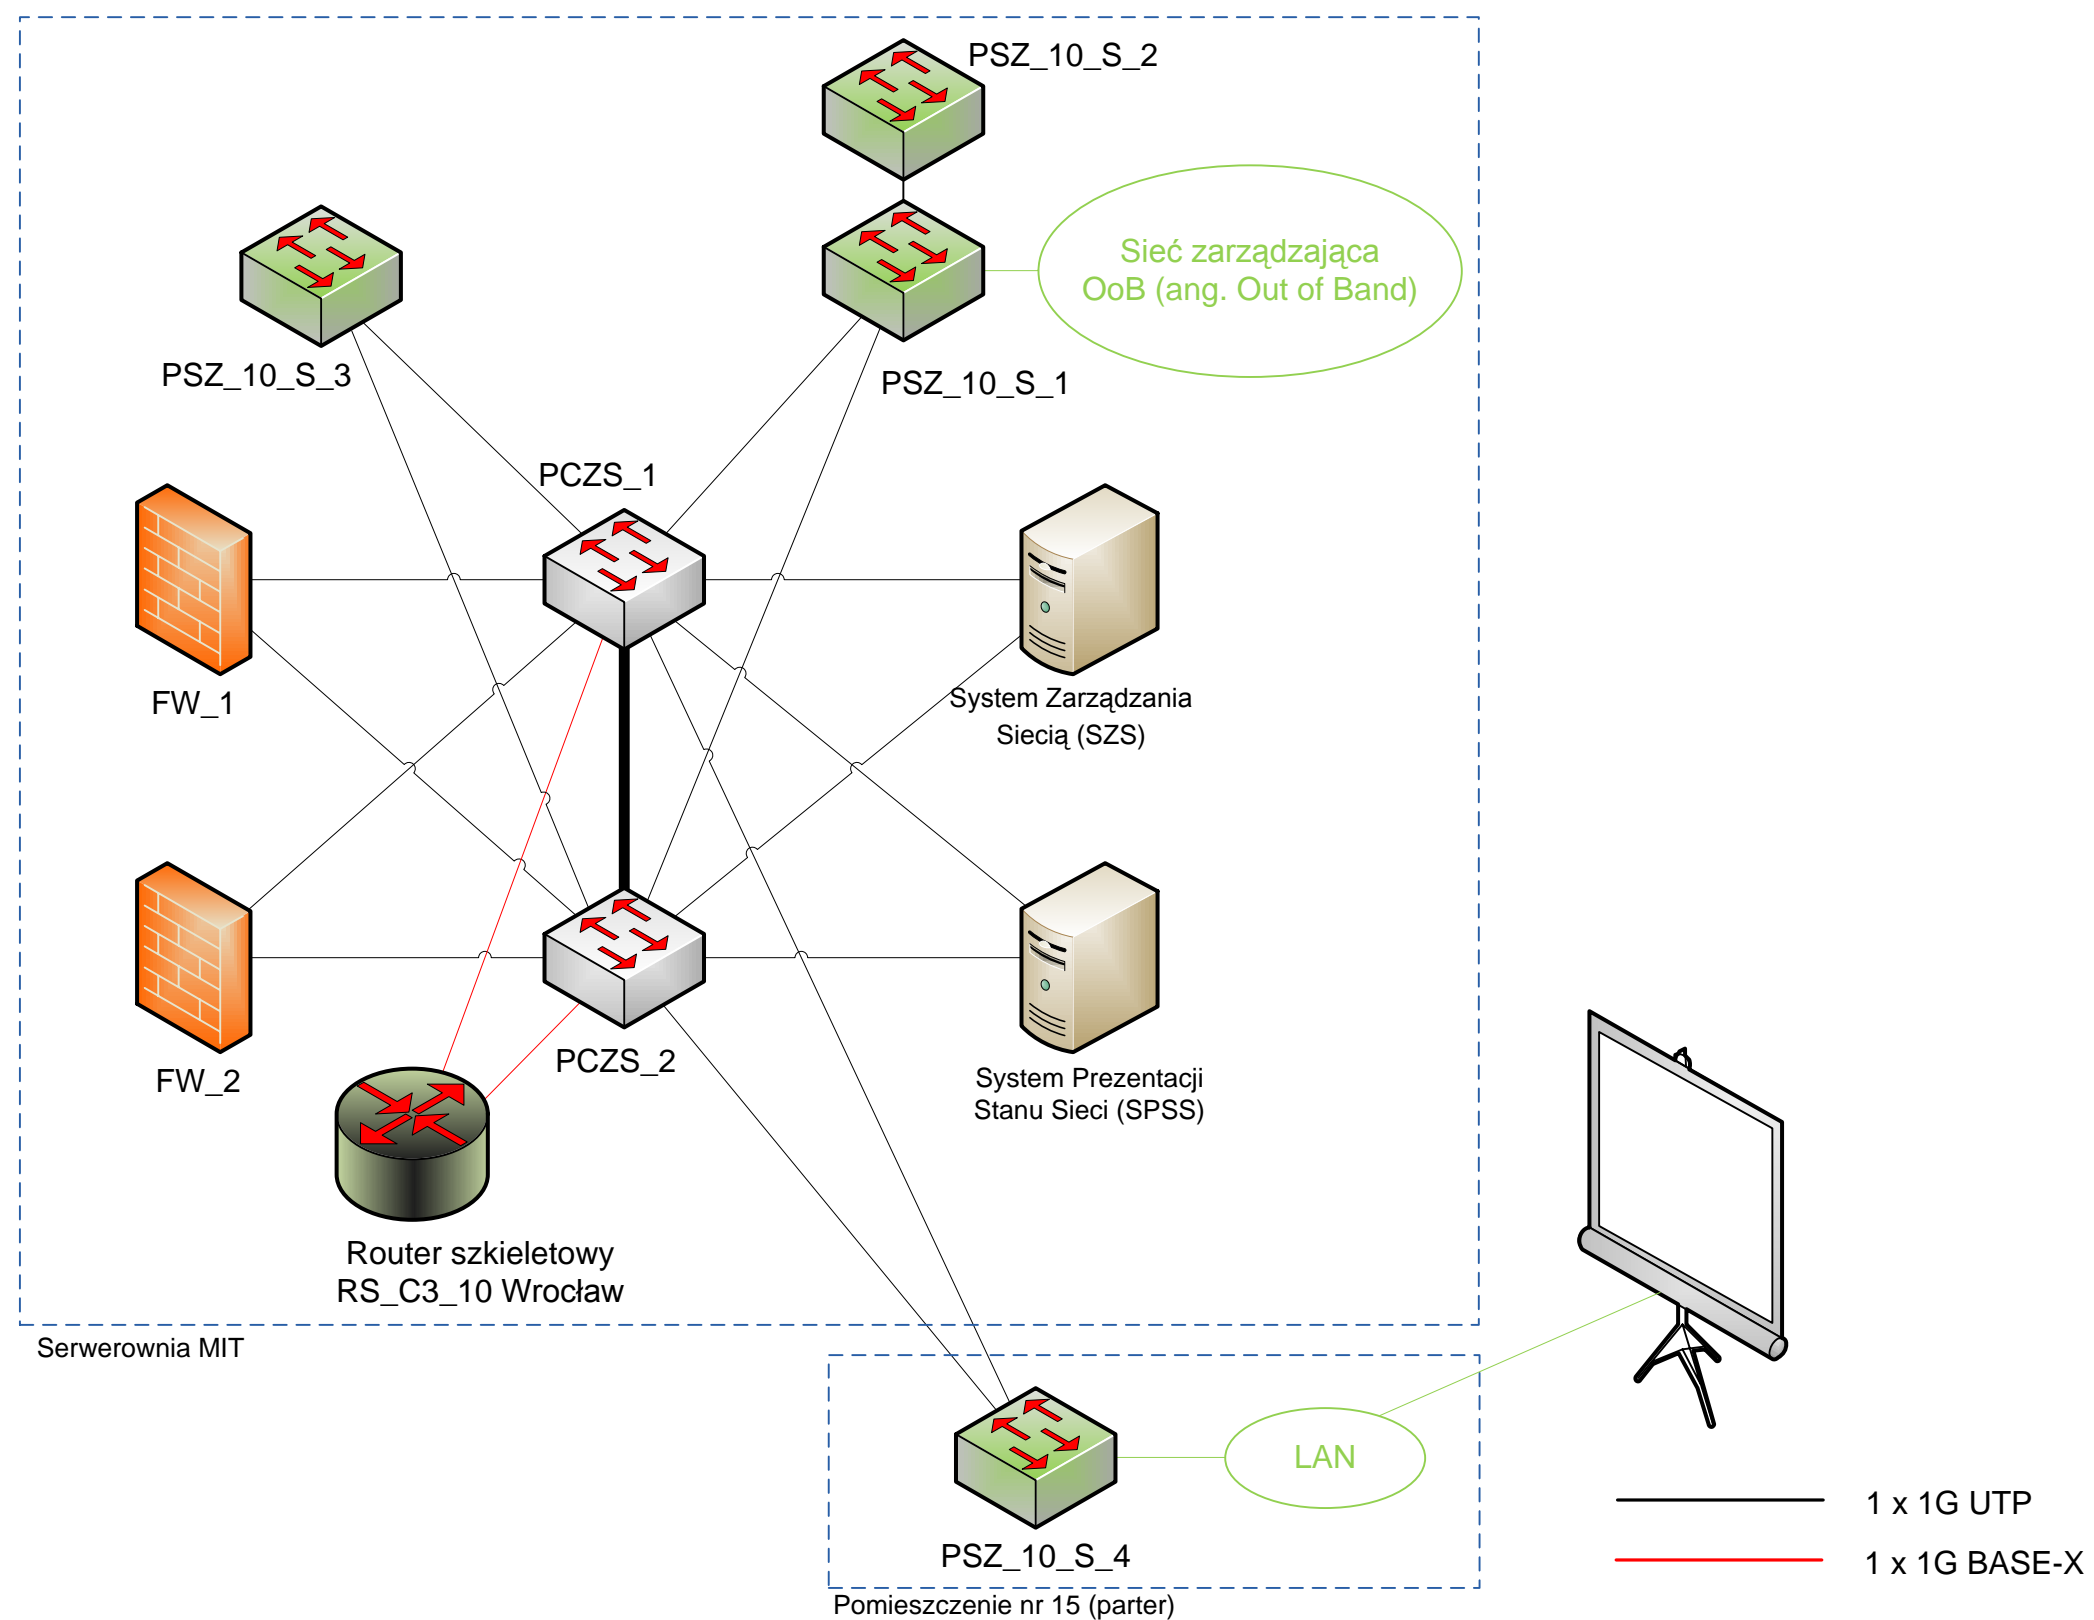 PSZ_10_S_2
Sieć zarządzająca
OoB (ang. Out of Band)
PSZ_10_S_3
PSZ_10_S_1
PCZS_1
FW_1
System Zarządzania
Siecią (SZS)
PCZS_2
FW_2
System Prezentacji
Stanu Sieci (SPSS)
Router szkieletowy
RS_C3_10 Wrocław
Serwerownia MIT
LAN
PSZ_10_S_4
Pomieszczenie nr 15 (parter)
1 x 1G UTP
1 x 1G BASE-X